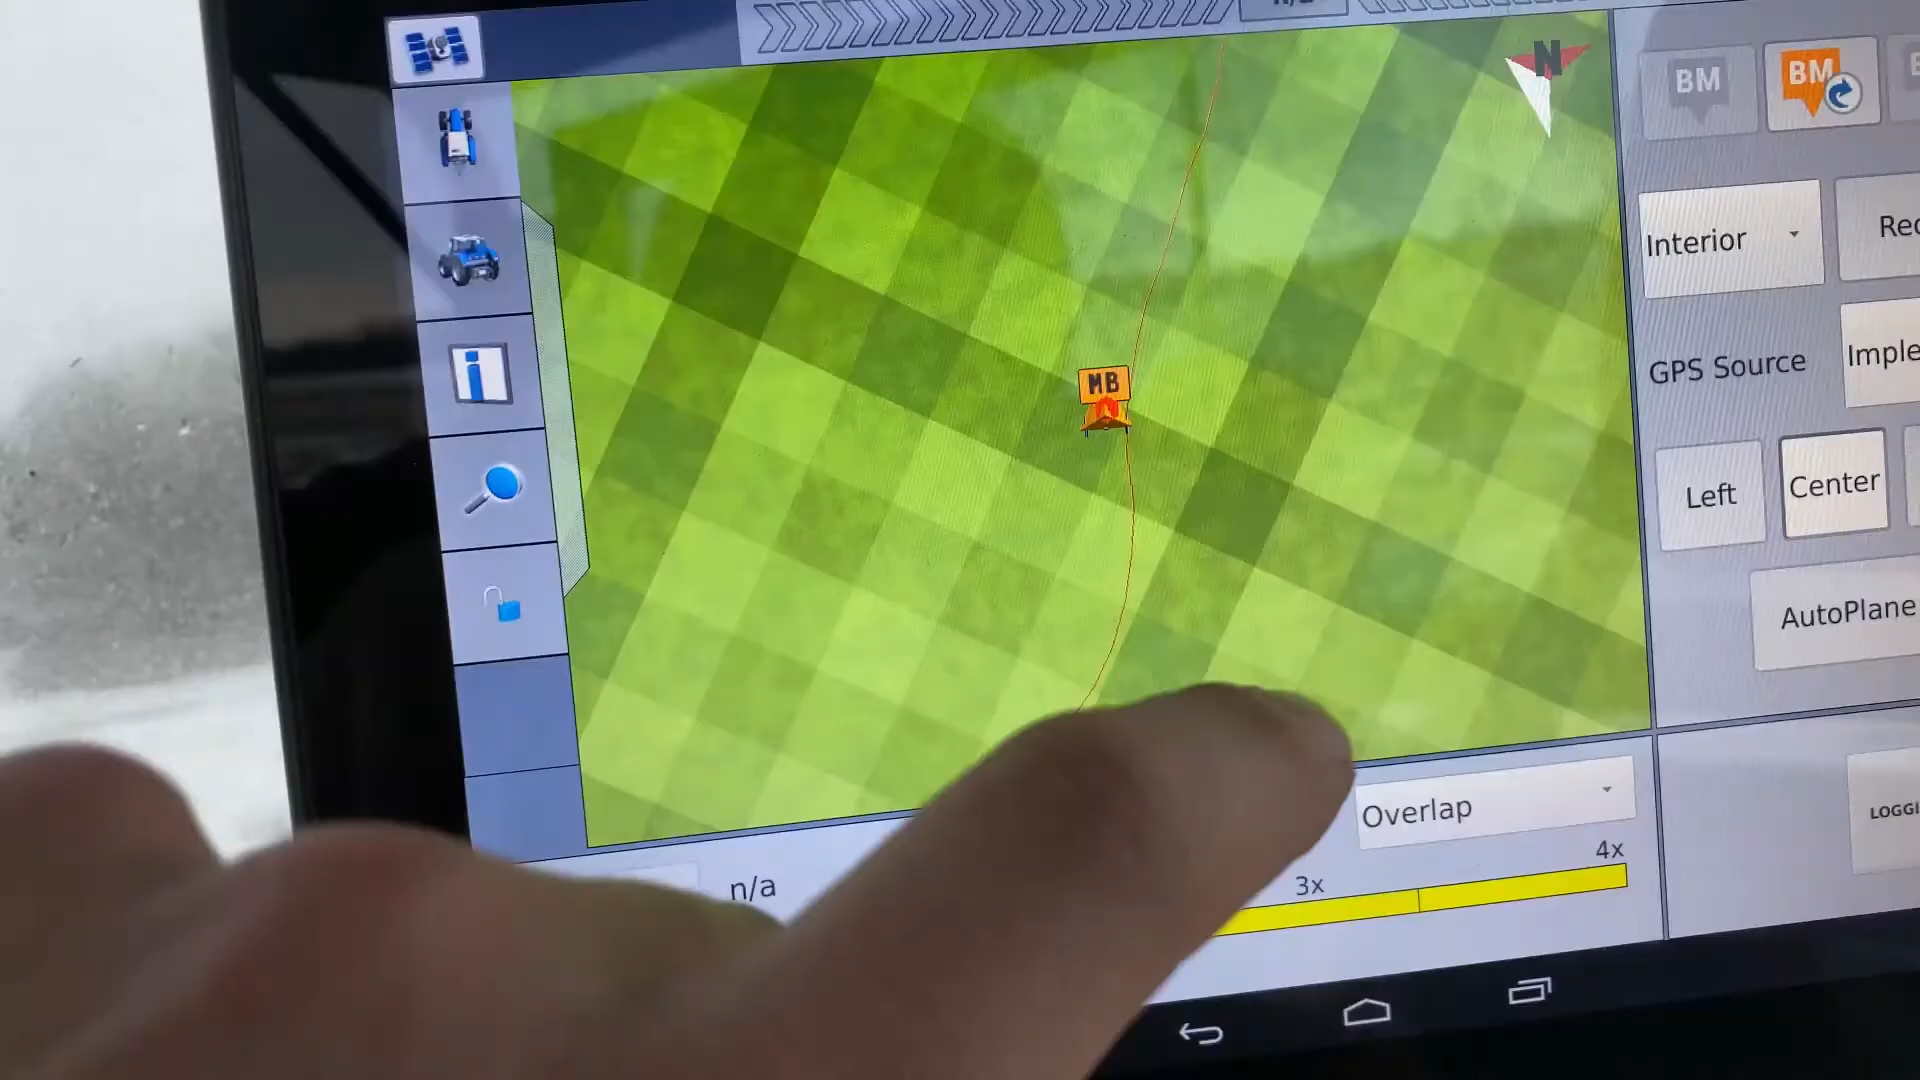 N
BM
BM
Interior
MB
GPS Source
Left
Center
AutoPlane
Overlap
4x
3x
n/a